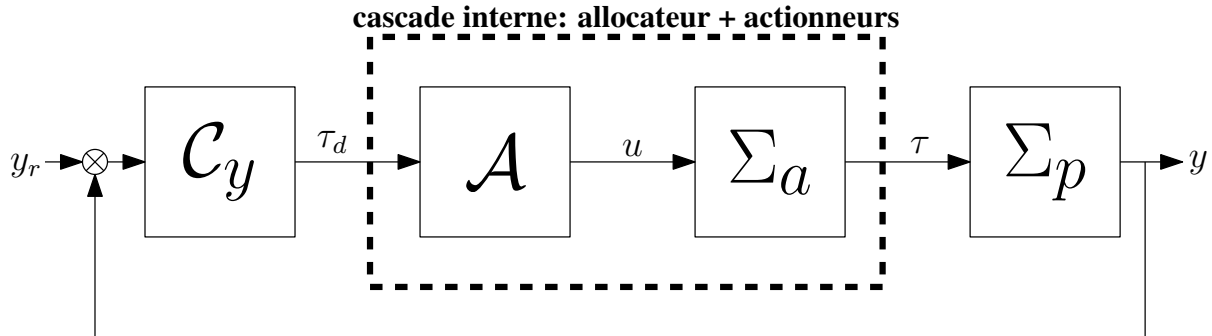 cascade interne: allocateur + actionneurs
y_r
𝒞_y
τ_d
𝒜
u
Σ_a
τ
Σ_p
y